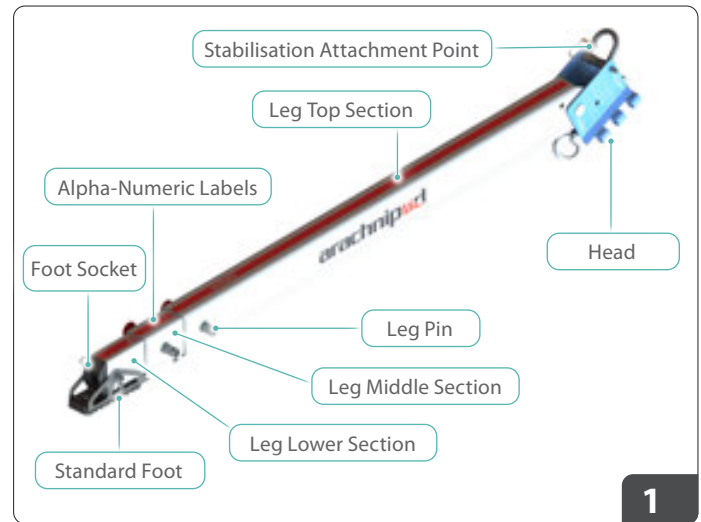 Stabilisation Attachment Point
Leg Top Section
Alpha-Numeric Labels
arachnipod
Foot Socket
Head
Leg Pin
Leg Middle Section
Leg Lower Section
Standard Foot
1